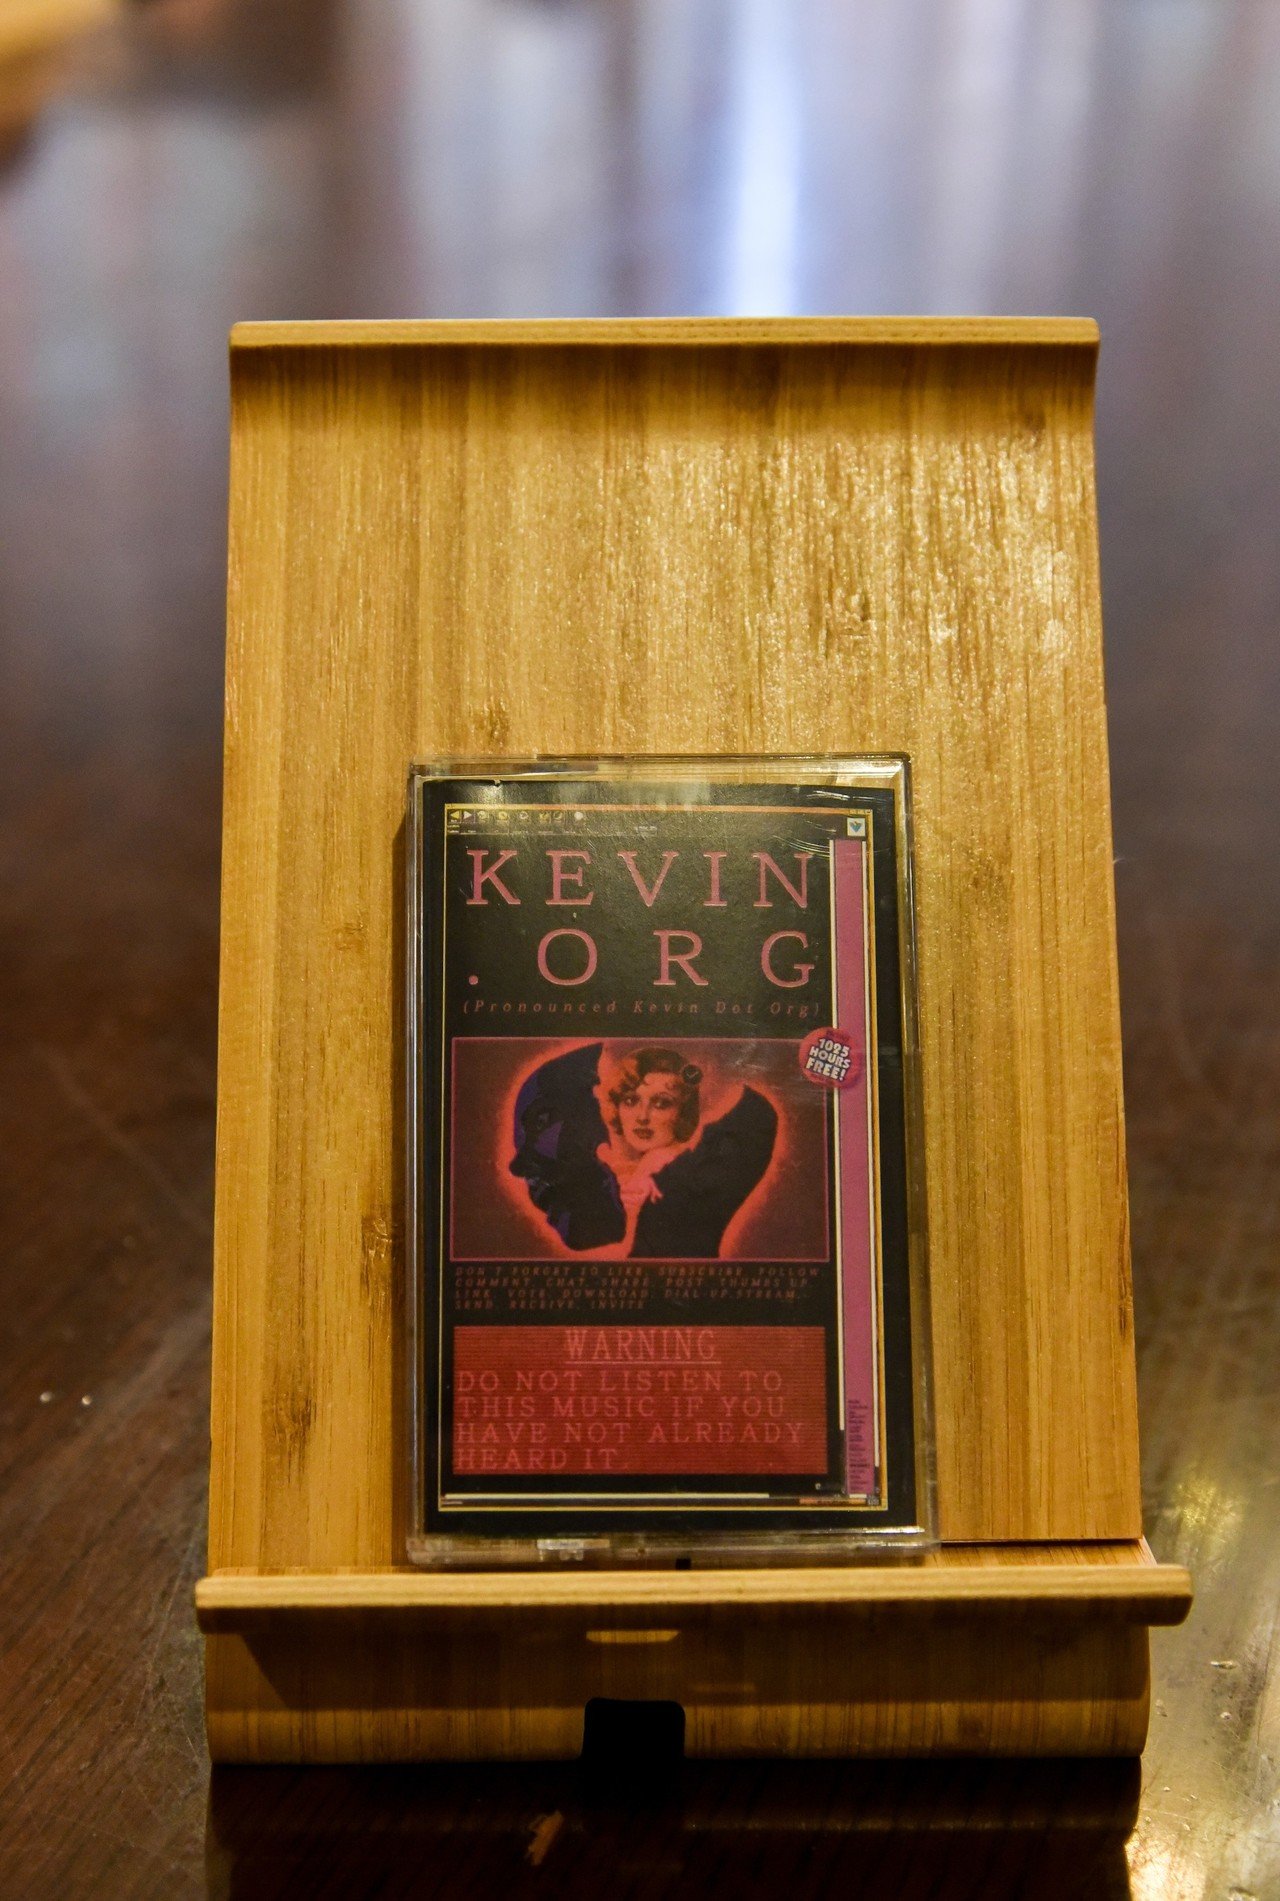 KEVIN
.ORG
(Pronounced Kevin Dot Org)
1025
HOURS
FREE!
DON'T FORGET TO LIKE, SUBSCRIBE, FOLLOW
COMMENT, CHAT, SHARE, POST, THUMBS UP,
LINK, VOTE, DOWNLOAD, DIAL-UP, STREAM,
SEND, RECEIVE, INVITE
WARNING
DO NOT LISTEN TO
THIS MUSIC IF YOU
HAVE NOT ALREADY
HEARD IT.